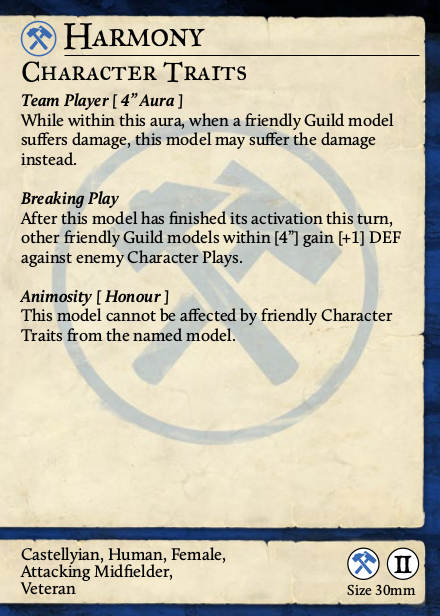 Harmony
Character Traits
Team Player [ 4” Aura ]
While within this aura, when a friendly Guild model
suffers damage, this model may suffer the damage
instead.
Breaking Play
After this model has finished its activation this turn,
other friendly Guild models within [4”] gain [+1] DEF
against enemy Character Plays.
Animosity [ Honour ]
This model cannot be affected by friendly Character
Traits from the named model.
Castellyian, Human, Female,
Attacking Midfielder,
Veteran
II
Size 30mm